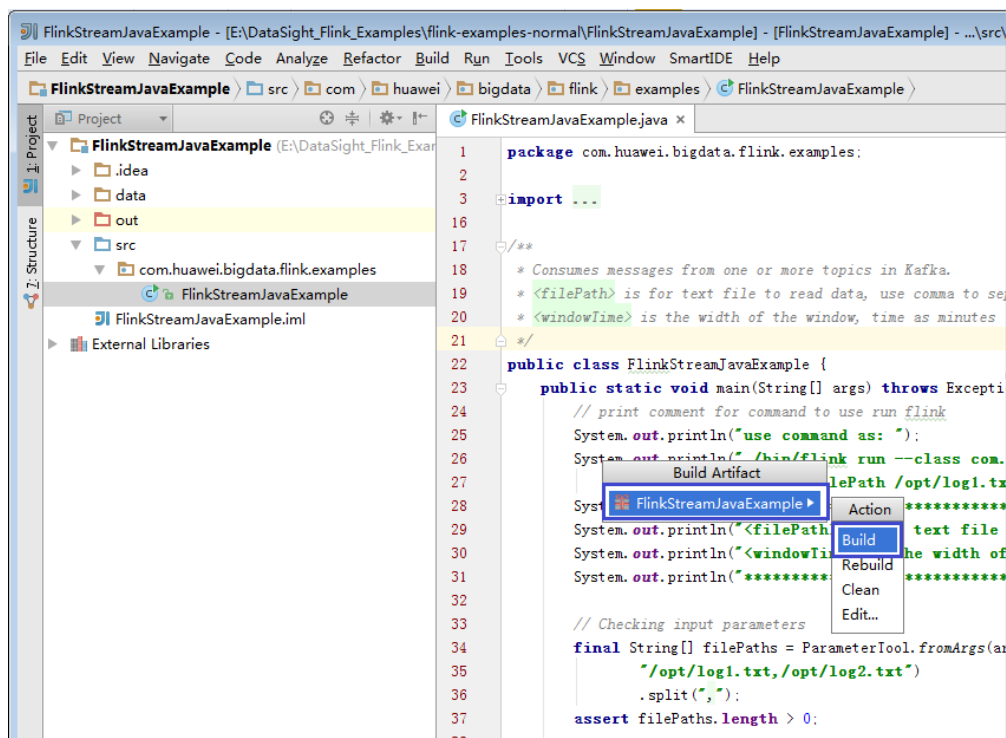 FlinkStreamJavaExample - [E:\DataSight_Flink_Examples\flink-examples-normal\FlinkStreamJavaExample] - [FlinkStreamJavaExample] - ...\src\
File Edit View Navigate Code Analyze Refactor Build Run Tools VCS Window SmartIDE Help
FlinkStreamJavaExample src com huawei bigdata flink examples FlinkStreamJavaExample
1: Project
7: Structure
Project
FlinkStreamJavaExample (E:\DataSight_Flink_Exar
.idea
data
out
src
com.huawei.bigdata.flink.examples
FlinkStreamJavaExample
FlinkStreamJavaExample.iml
External Libraries
FlinkStreamJavaExample.java ×
1 package com.huawei.bigdata.flink.examples;
2
3 import ...
16
17 /**
18 * Consumes messages from one or more topics in Kafka.
19 * <filePath> is for text file to read data, use comma to sep
20 * <windowTime> is the width of the window, time as minutes
21 */
22 public class FlinkStreamJavaExample {
23 public static void main(String[] args) throws Excepti
24 // print comment for command to use run flink
25 System.out.println("use command as: ");
26 System.out.println("./bin/flink run --class com.
27 lePath /opt/log1.tx
28 Syst ***********
29 System.out.println("<filePath text file
30 System.out.println("<windowTi he width of
31 System.out.println("********* ***********
32
33 // Checking input parameters
34 final String[] filePaths = ParameterTool.fromArgs(ar
35 "/opt/log1.txt,/opt/log2.txt")
36 .split(",");
37 assert filePaths.length > 0;
Build Artifact
FlinkStreamJavaExample
Action
Build
Rebuild
Clean
Edit...